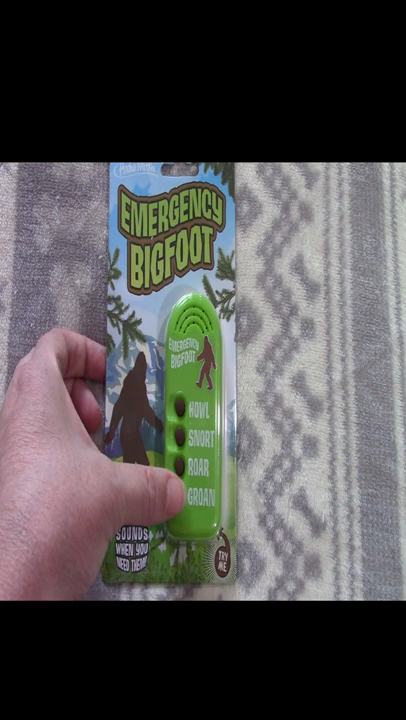 EMERGENCY
BIGFOOT
EMERGENCY
BIGFOOT
HOWL
SNORT
ROAR
GROAN
SOUNDS
WHEN YOU
NEED THEM!
TRY
ME